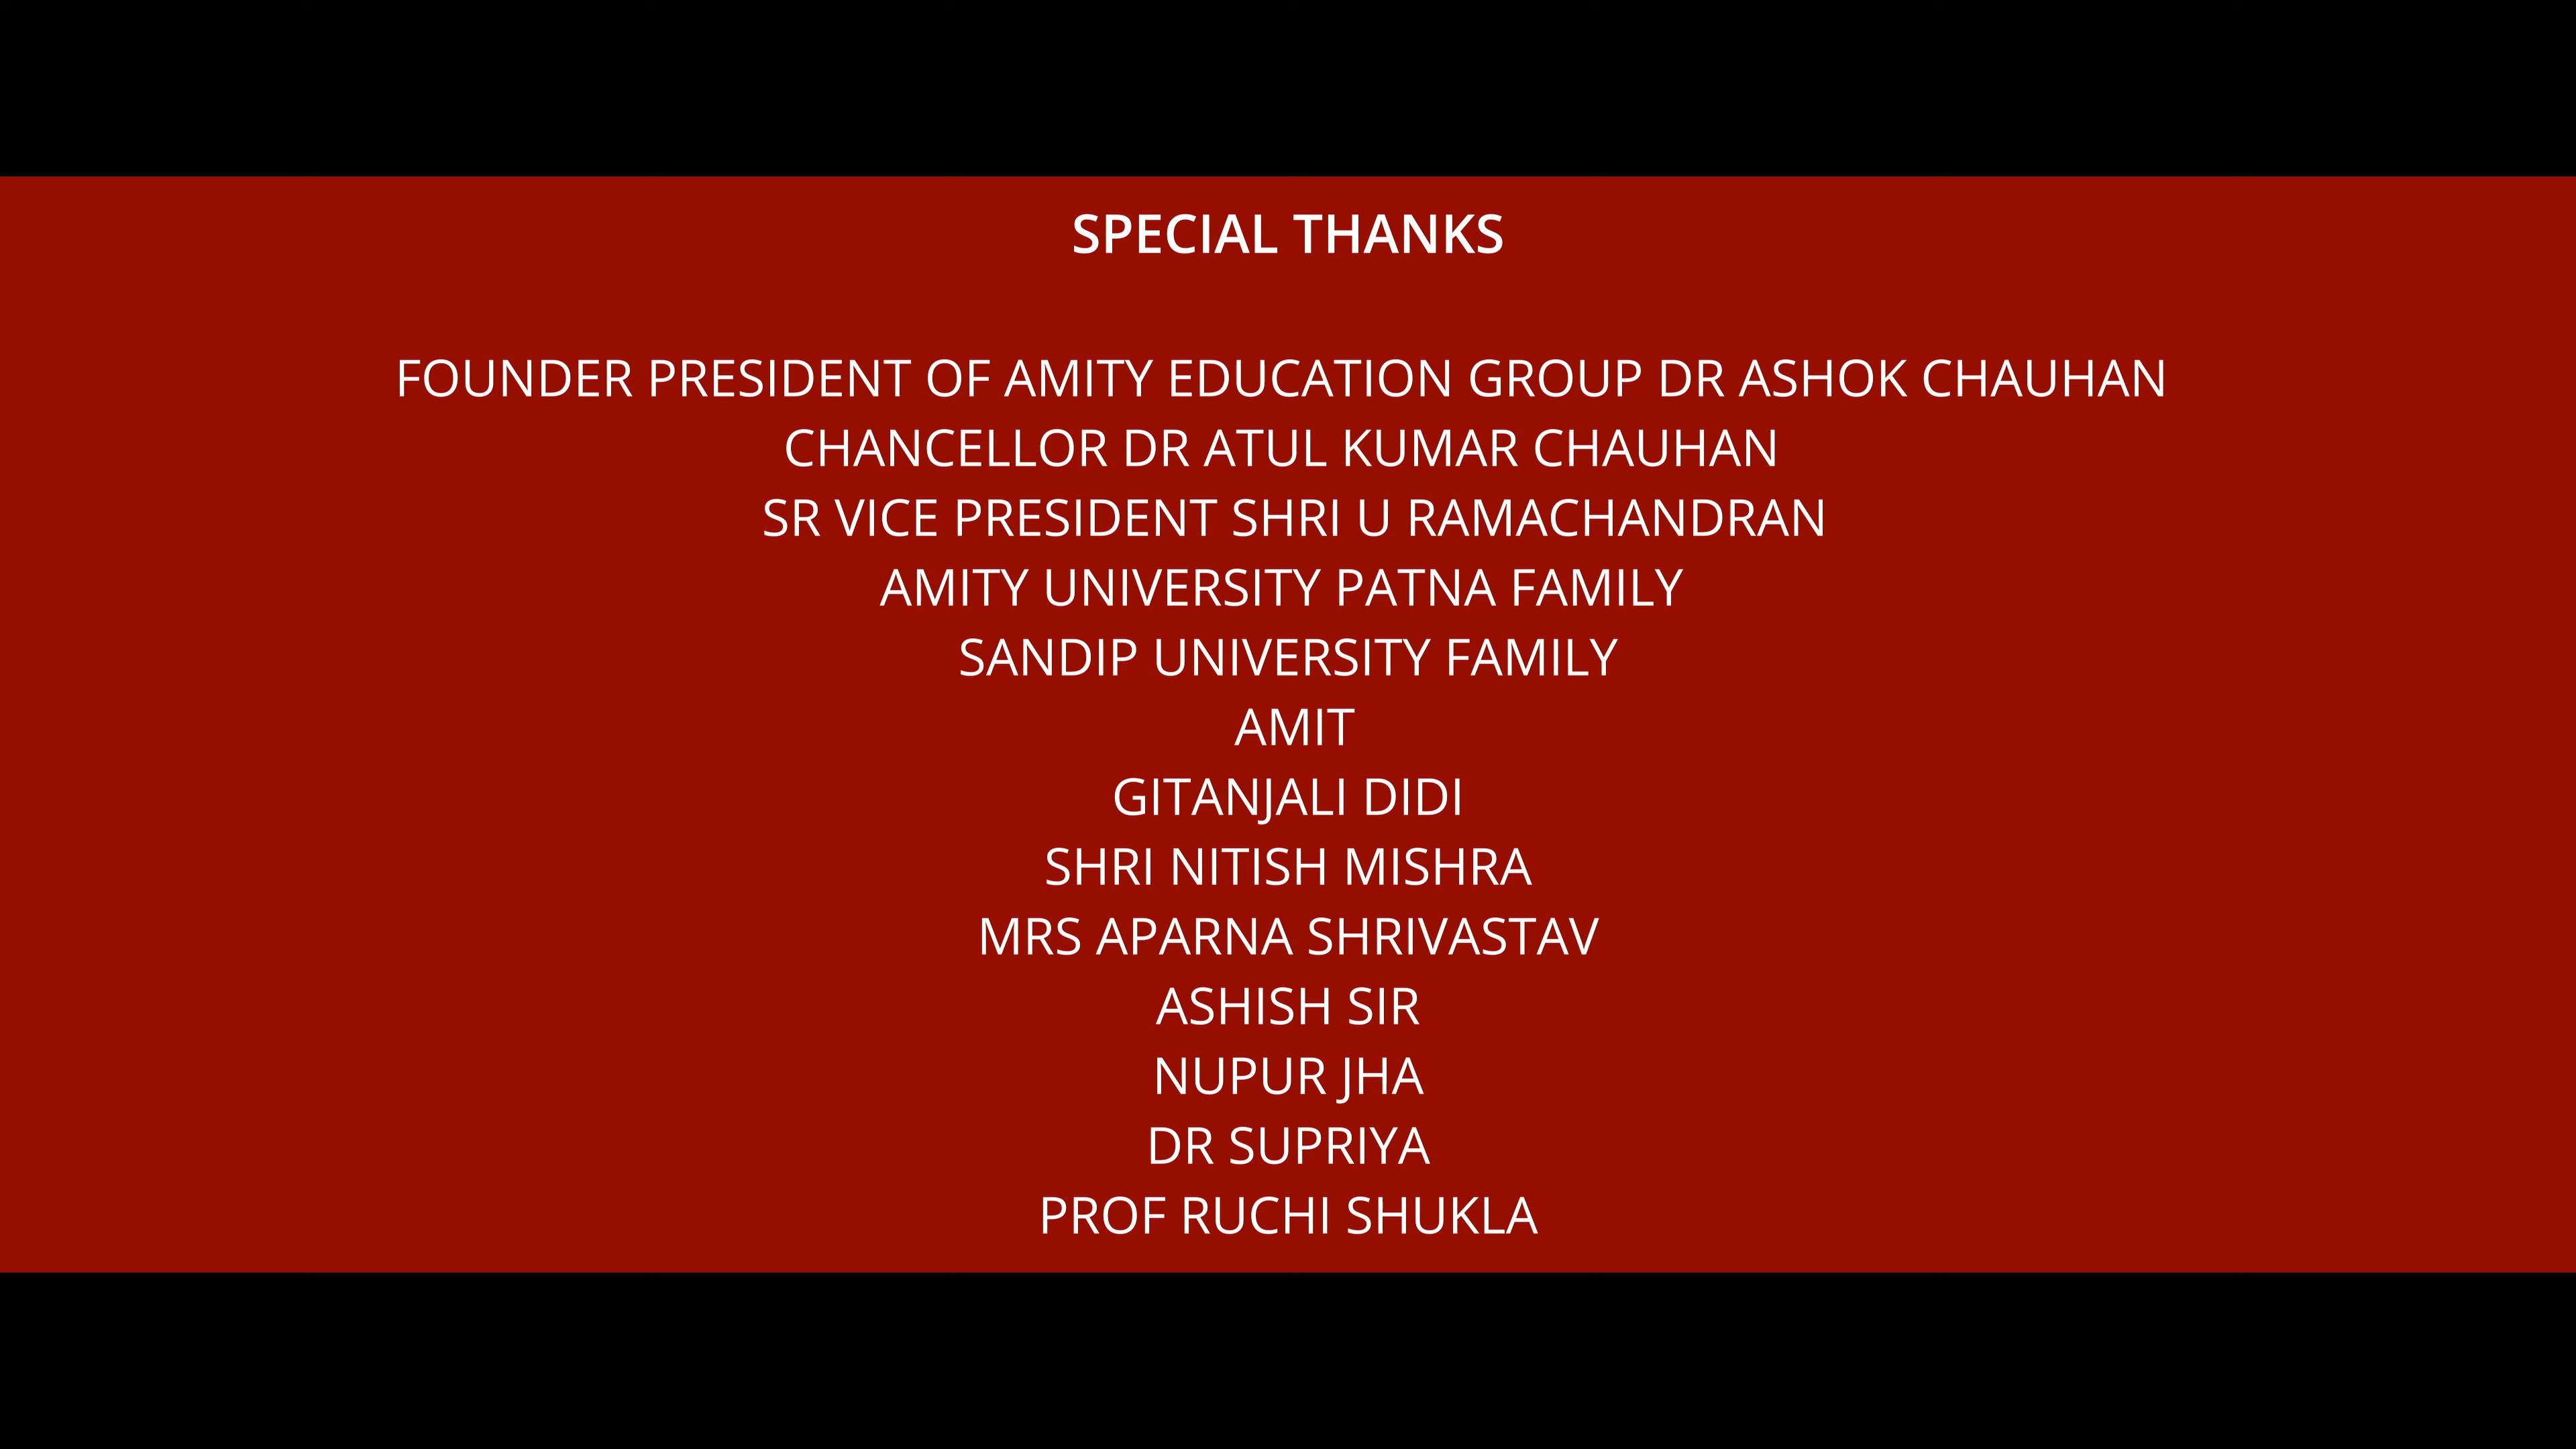 SPECIAL THANKS
FOUNDER PRESIDENT OF AMITY EDUCATION GROUP DR ASHOK CHAUHAN
CHANCELLOR DR ATUL KUMAR CHAUHAN
SR VICE PRESIDENT SHRI U RAMACHANDRAN
AMITY UNIVERSITY PATNA FAMILY
SANDIP UNIVERSITY FAMILY
AMIT
GITANJALI DIDI
SHRI NITISH MISHRA
MRS APARNA SHRIVASTAV
ASHISH SIR
NUPUR JHA
DR SUPRIYA
PROF RUCHI SHUKLA